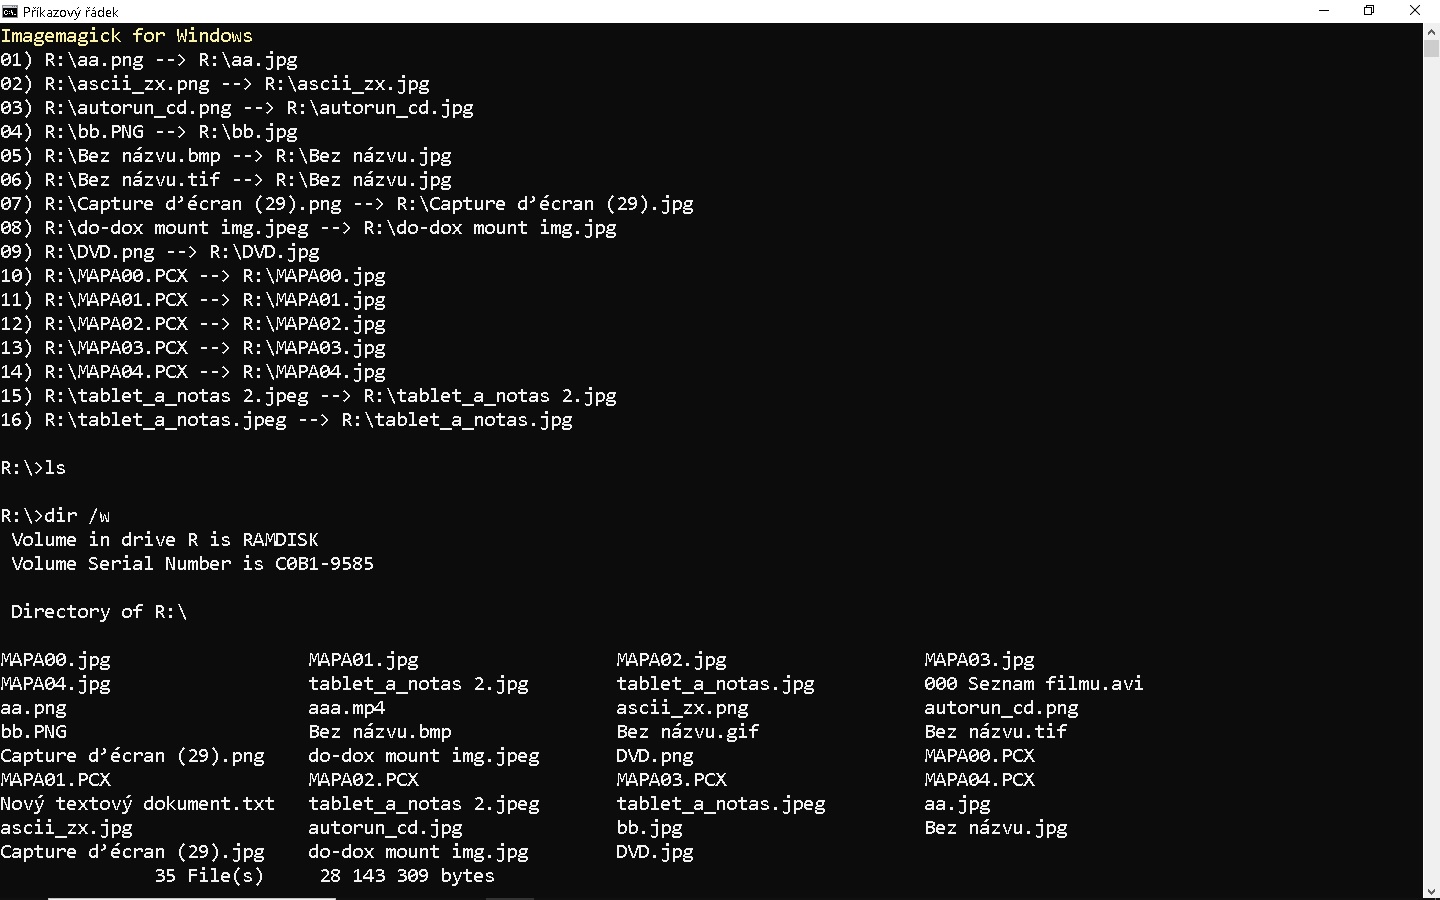 Příkazový řádek
Imagemagick for Windows
01) R:\aa.png --> R:\aa.jpg
02) R:\ascii_zx.png --> R:\ascii_zx.jpg
03) R:\autorun_cd.png --> R:\autorun_cd.jpg
04) R:\bb.PNG --> R:\bb.jpg
05) R:\Bez názvu.bmp --> R:\Bez názvu.jpg
06) R:\Bez názvu.tif --> R:\Bez názvu.jpg
07) R:\Capture d’écran (29).png --> R:\Capture d’écran (29).jpg
08) R:\do-dox mount img.jpeg --> R:\do-dox mount img.jpg
09) R:\DVD.png --> R:\DVD.jpg
10) R:\MAPA00.PCX --> R:\MAPA00.jpg
11) R:\MAPA01.PCX --> R:\MAPA01.jpg
12) R:\MAPA02.PCX --> R:\MAPA02.jpg
13) R:\MAPA03.PCX --> R:\MAPA03.jpg
14) R:\MAPA04.PCX --> R:\MAPA04.jpg
15) R:\tablet_a_notas 2.jpeg --> R:\tablet_a_notas 2.jpg
16) R:\tablet_a_notas.jpeg --> R:\tablet_a_notas.jpg
R:\>ls
R:\>dir /w
Volume in drive R is RAMDISK
Volume Serial Number is C0B1-9585
Directory of R:\
MAPA00.jpg MAPA01.jpg MAPA02.jpg MAPA03.jpg
MAPA04.jpg tablet_a_notas 2.jpg tablet_a_notas.jpg 000 Seznam filmu.avi
aa.png aaa.mp4 ascii_zx.png autorun_cd.png
bb.PNG Bez názvu.bmp Bez názvu.gif Bez názvu.tif
Capture d’écran (29).png do-dox mount img.jpeg DVD.png MAPA00.PCX
MAPA01.PCX MAPA02.PCX MAPA03.PCX MAPA04.PCX
Nový textový dokument.txt tablet_a_notas 2.jpeg tablet_a_notas.jpeg aa.jpg
ascii_zx.jpg autorun_cd.jpg bb.jpg Bez názvu.jpg
Capture d’écran (29).jpg do-dox mount img.jpg DVD.jpg
35 File(s) 28 143 309 bytes